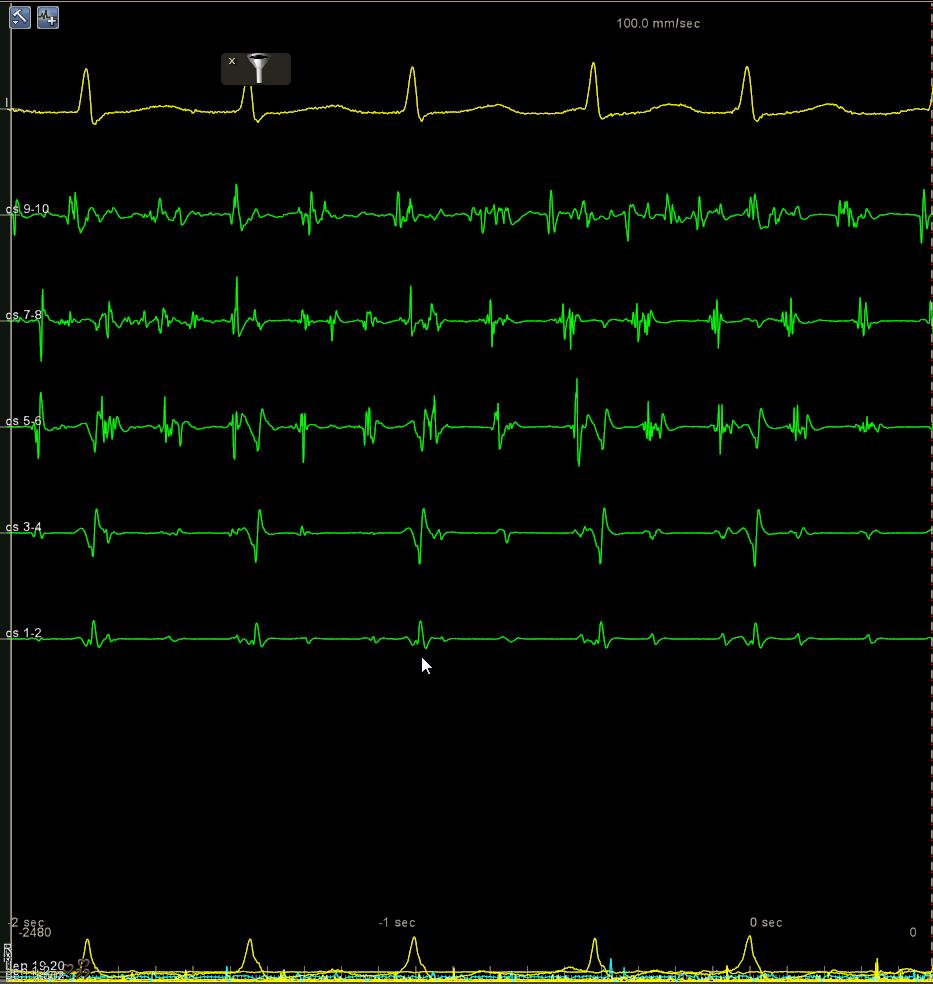 100.0 mm/sec
x
I
cs 9-10
cs 7-8
cs 5-6
cs 3-4
cs 1-2
-2 sec -1 sec 0 sec
-2480 0